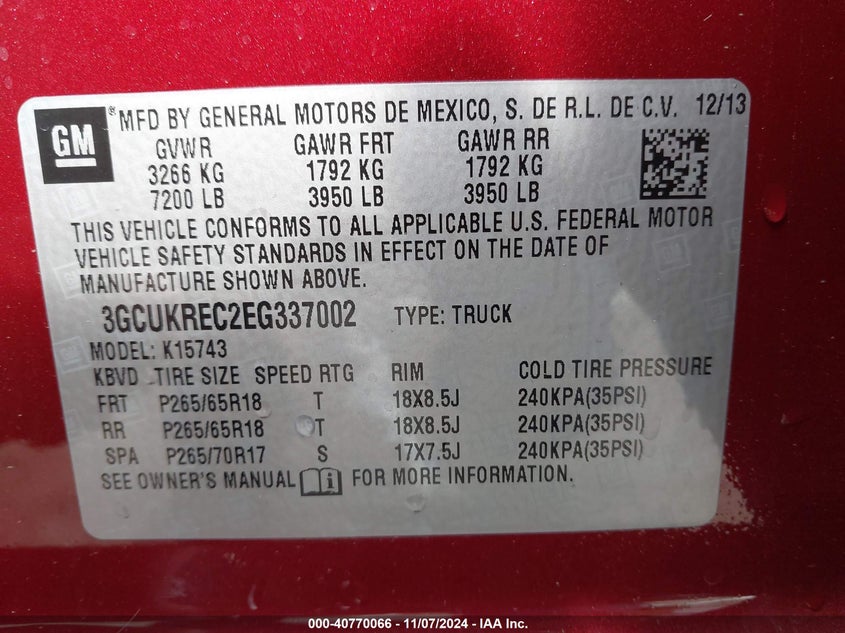 GM
® MFD BY GENERAL MOTORS DE MEXICO, S. DE R.L. DE C.V. 12/13
GVWR GAWR FRT GAWR RR
3266 KG 1792 KG 1792 KG
7200 LB 3950 LB 3950 LB
THIS VEHICLE CONFORMS TO ALL APPLICABLE U.S. FEDERAL MOTOR
VEHICLE SAFETY STANDARDS IN EFFECT ON THE DATE OF
MANUFACTURE SHOWN ABOVE.
3GCUKREC2EG337002 TYPE: TRUCK
MODEL: K15743
KBVD TIRE SIZE SPEED RTG RIM COLD TIRE PRESSURE
FRT P265/65R18 T 18X8.5J 240KPA(35PSI)
RR P265/65R18 T 18X8.5J 240KPA(35PSI)
SPA P265/70R17 S 17X7.5J 240KPA(35PSI)
SEE OWNER'S MANUAL FOR MORE INFORMATION.
000-40770066 - 11/07/2024 - IAA Inc.